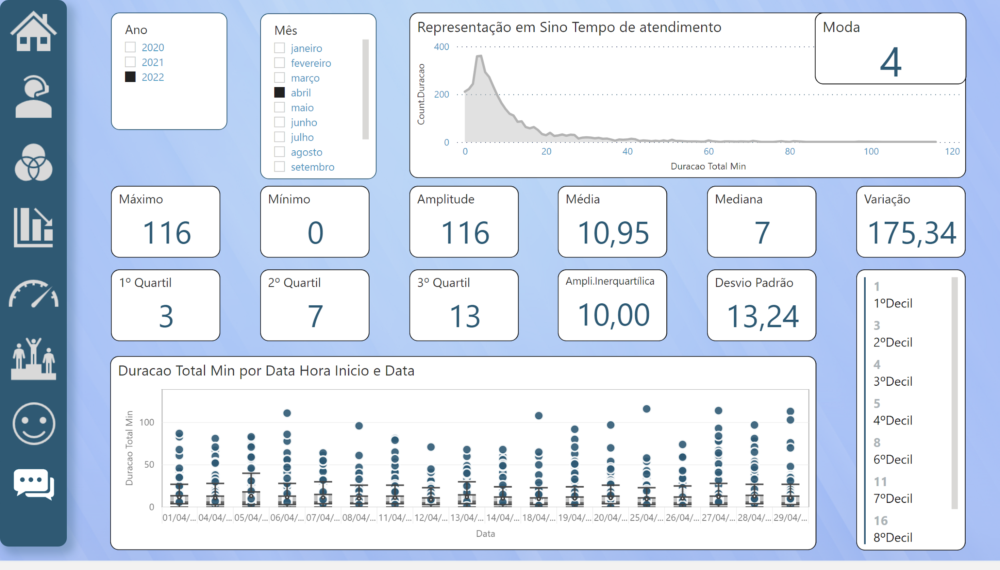 Ano
2020
2021
2022
Mês
janeiro
fevereiro
março
abril
maio
junho
julho
agosto
setembro
Representação em Sino Tempo de atendimento
Count.Duracao
400
200
0
0 20 40 60 80 100 120
Duracao Total Min
Moda
4
Máximo
116
Mínimo
0
Amplitude
116
Média
10,95
Mediana
7
Variação
175,34
1º Quartil
3
2º Quartil
7
3º Quartil
13
Ampli.Inerquartílica
10,00
Desvio Padrão
13,24
Duracao Total Min por Data Hora Inicio e Data
Duracao Total Min
100
50
0
01/04/... 04/04/... 05/04/... 06/04/... 07/04/... 08/04/... 11/04/... 12/04/... 13/04/... 14/04/... 18/04/... 19/04/... 20/04/... 25/04/... 26/04/... 27/04/... 28/04/... 29/04/...
Data
1
1ºDecil
3
2ºDecil
4
3ºDecil
5
4ºDecil
8
6ºDecil
11
7ºDecil
16
8ºDecil